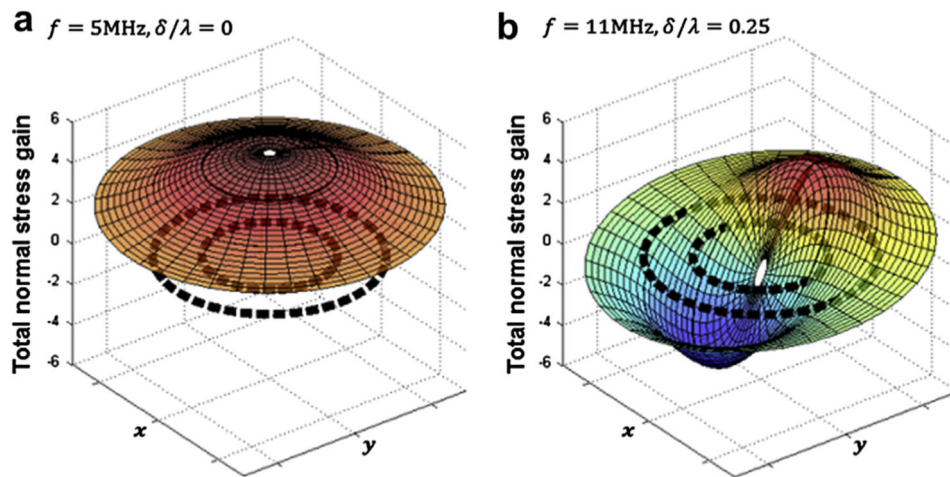 a
f = 5MHz, δ/λ = 0
Total normal stress gain
6
4
2
0
-2
-4
-6
x
y
b
f = 11MHz, δ/λ = 0.25
Total normal stress gain
6
4
2
0
-2
-4
-6
x
y